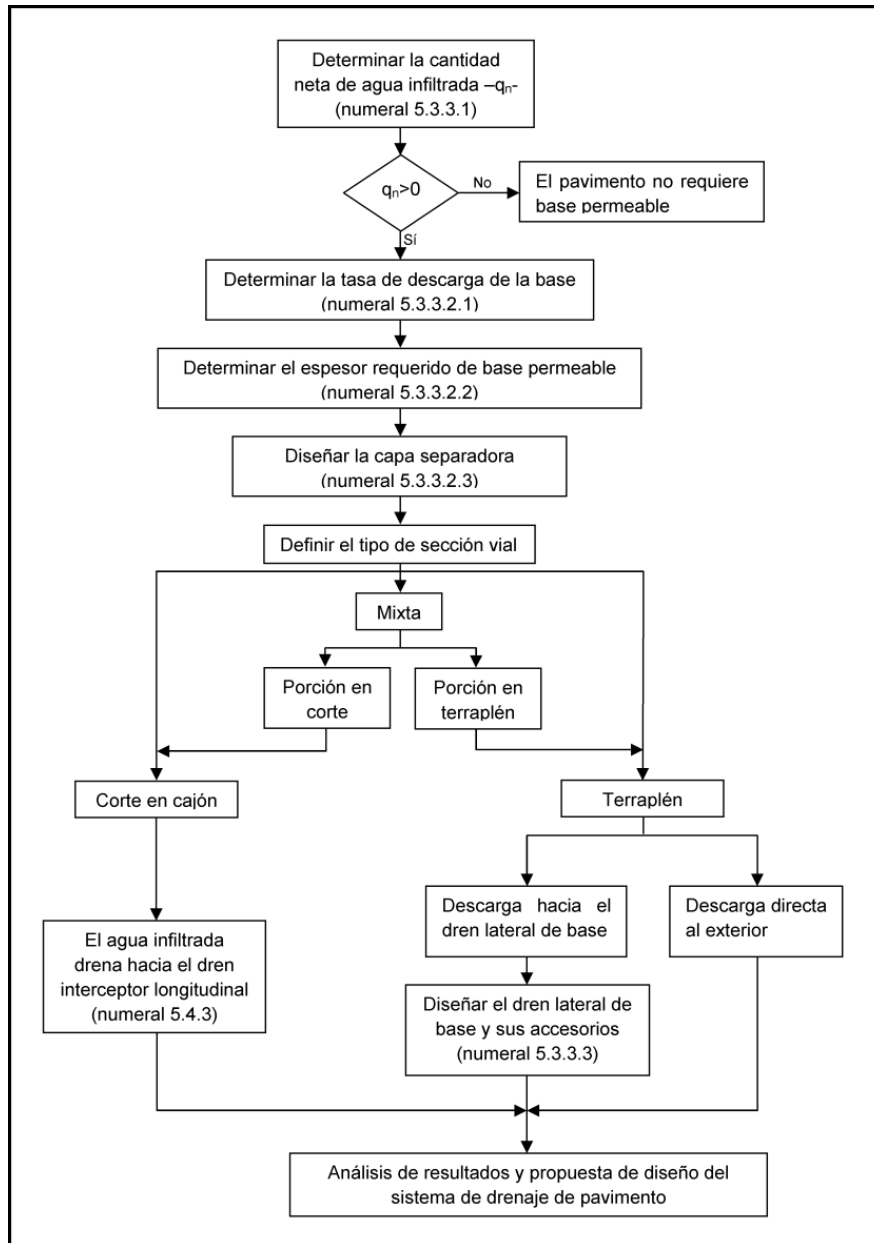 Determinar la cantidad
neta de agua infiltrada –qn-
(numeral 5.3.3.1)
qn>0
No
El pavimento no requiere
base permeable
Sí
Determinar la tasa de descarga de la base
(numeral 5.3.3.2.1)
Determinar el espesor requerido de base permeable
(numeral 5.3.3.2.2)
Diseñar la capa separadora
(numeral 5.3.3.2.3)
Definir el tipo de sección vial
Mixta
Porción en
corte
Porción en
terraplén
Corte en cajón
Terraplén
El agua infiltrada
drena hacia el dren
interceptor longitudinal
(numeral 5.4.3)
Descarga hacia el
dren lateral de base
Descarga directa
al exterior
Diseñar el dren lateral de
base y sus accesorios
(numeral 5.3.3.3)
Análisis de resultados y propuesta de diseño del
sistema de drenaje de pavimento